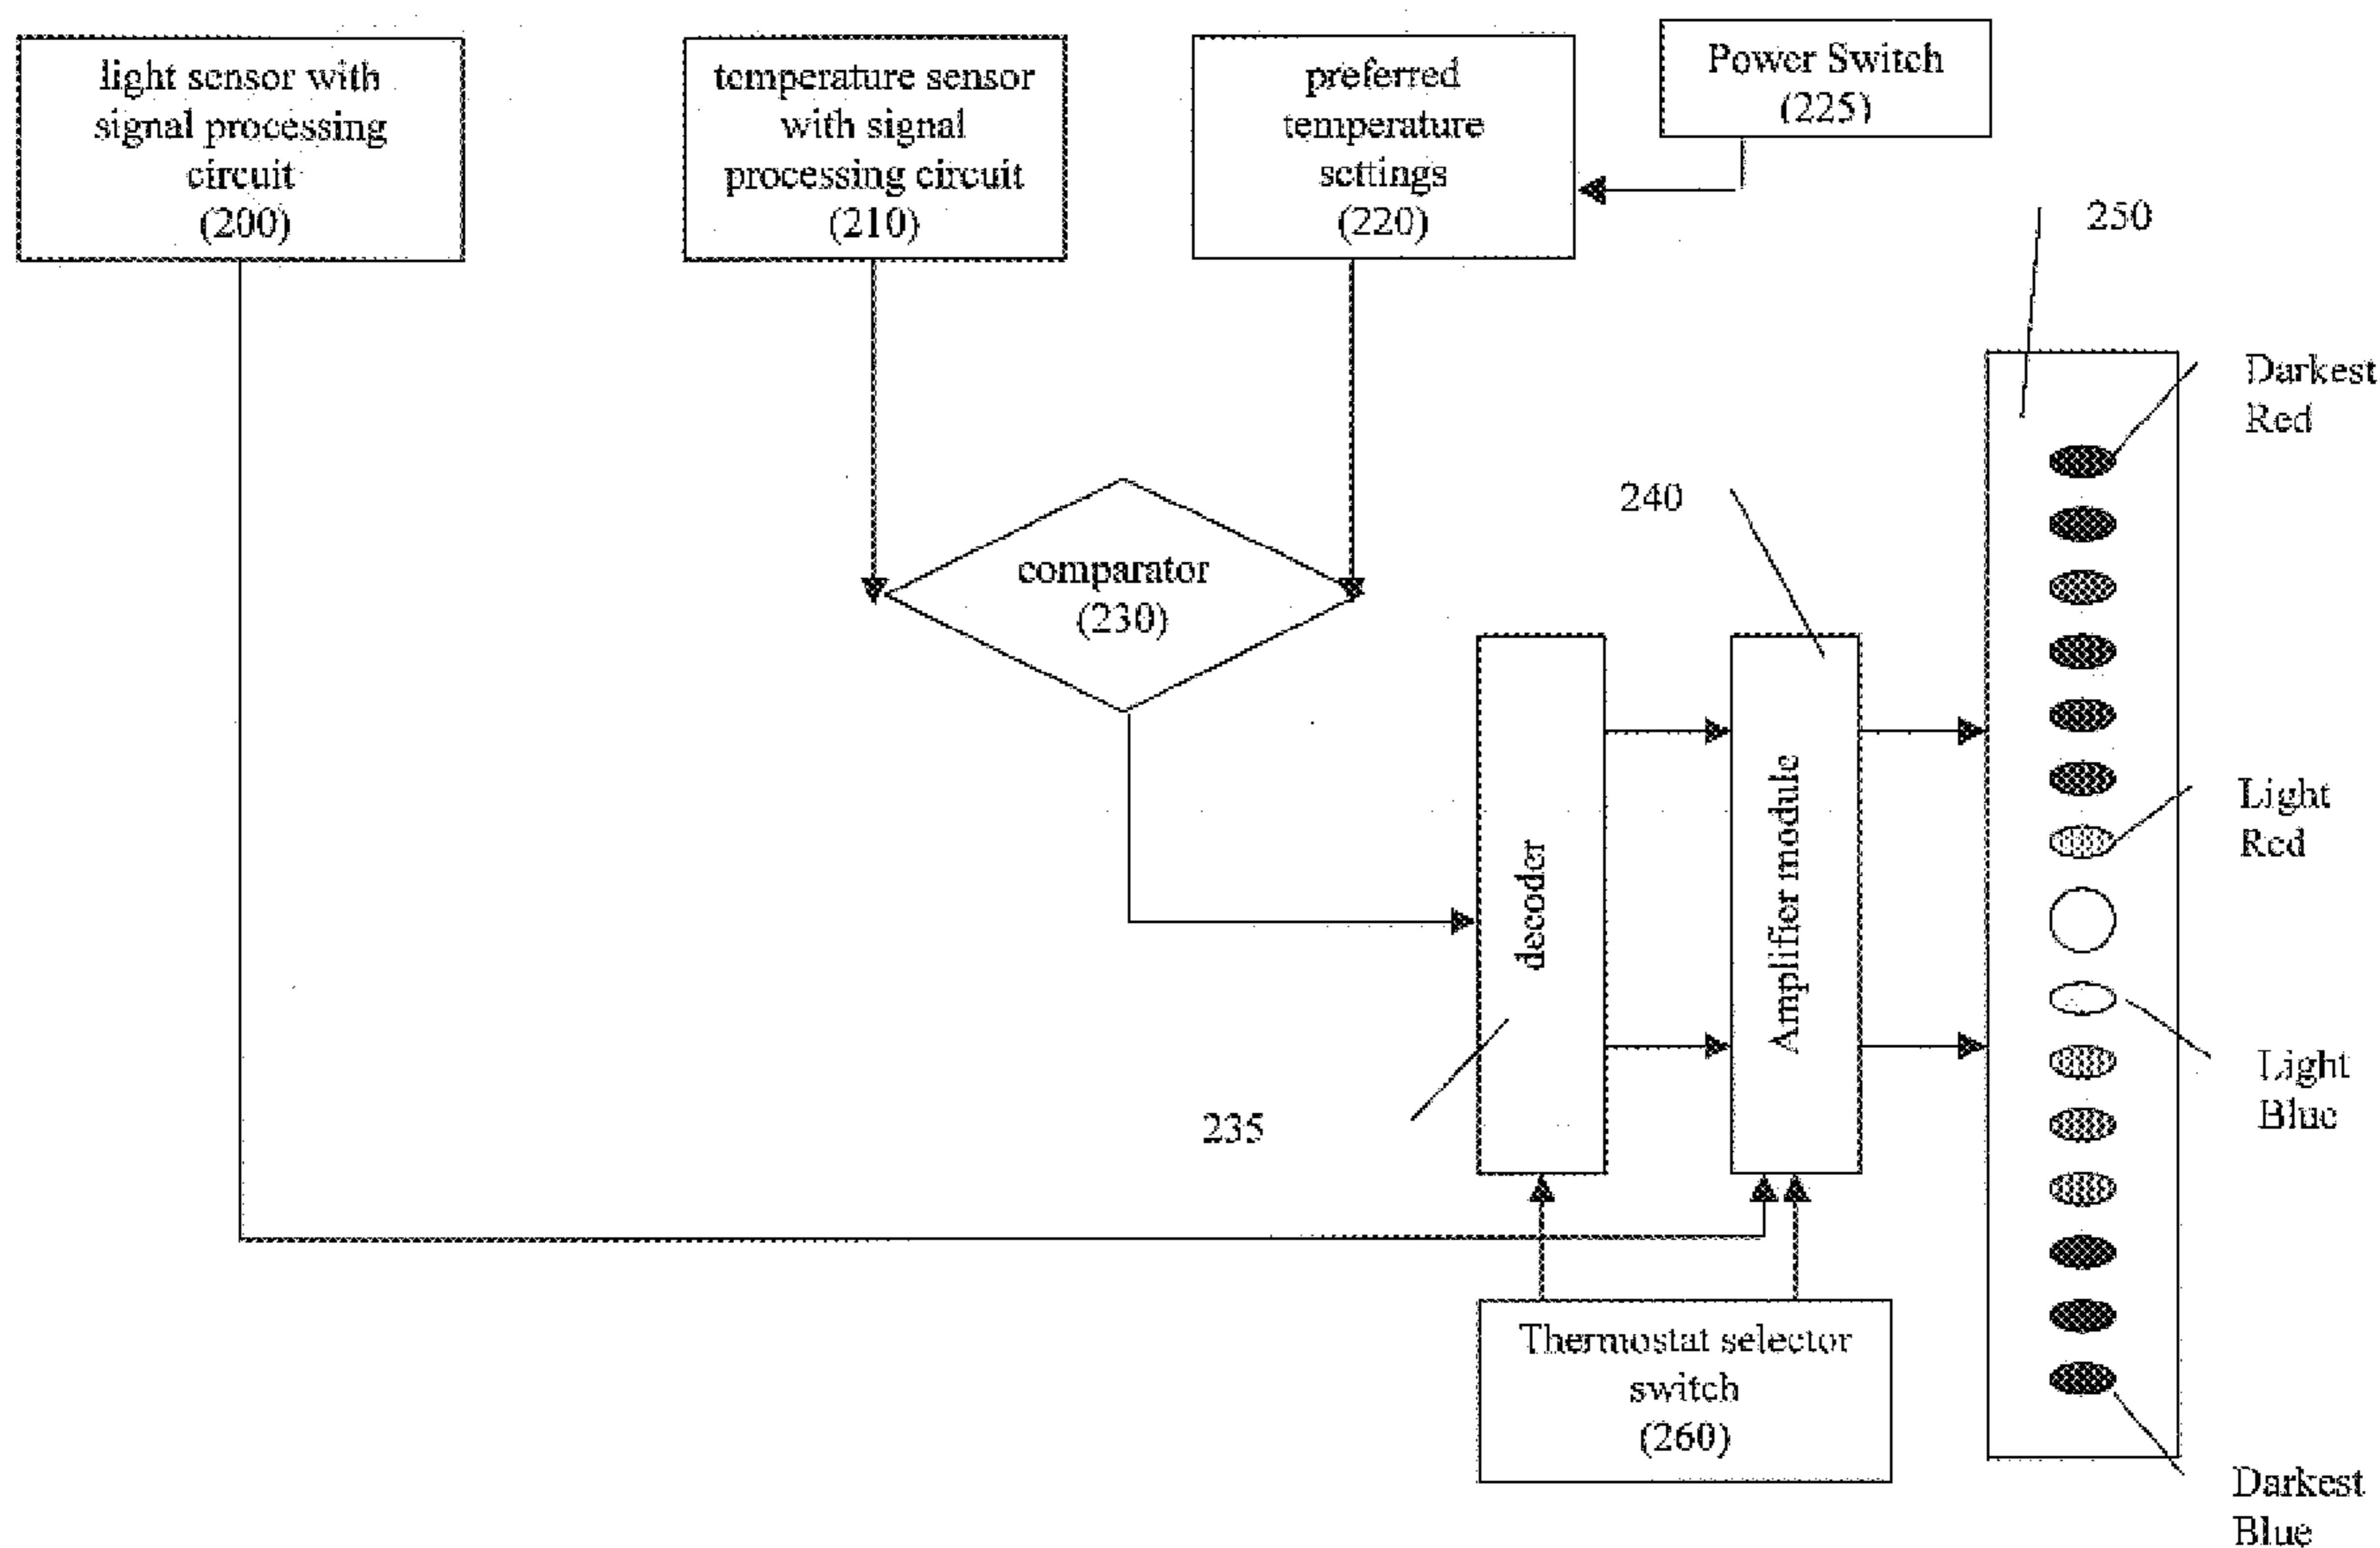 light sensor with
signal processing
circuit
(200)
temperature sensor
with signal
processing circuit
(210)
preferred
temperature
settings
(220)
Power Switch
(225)
250
Darkest
Red
240
comparator
(230)
decoder
Amplifier module
Light
Red
235
Light
Blue
Thermostat selector
switch
(260)
Darkest
Blue